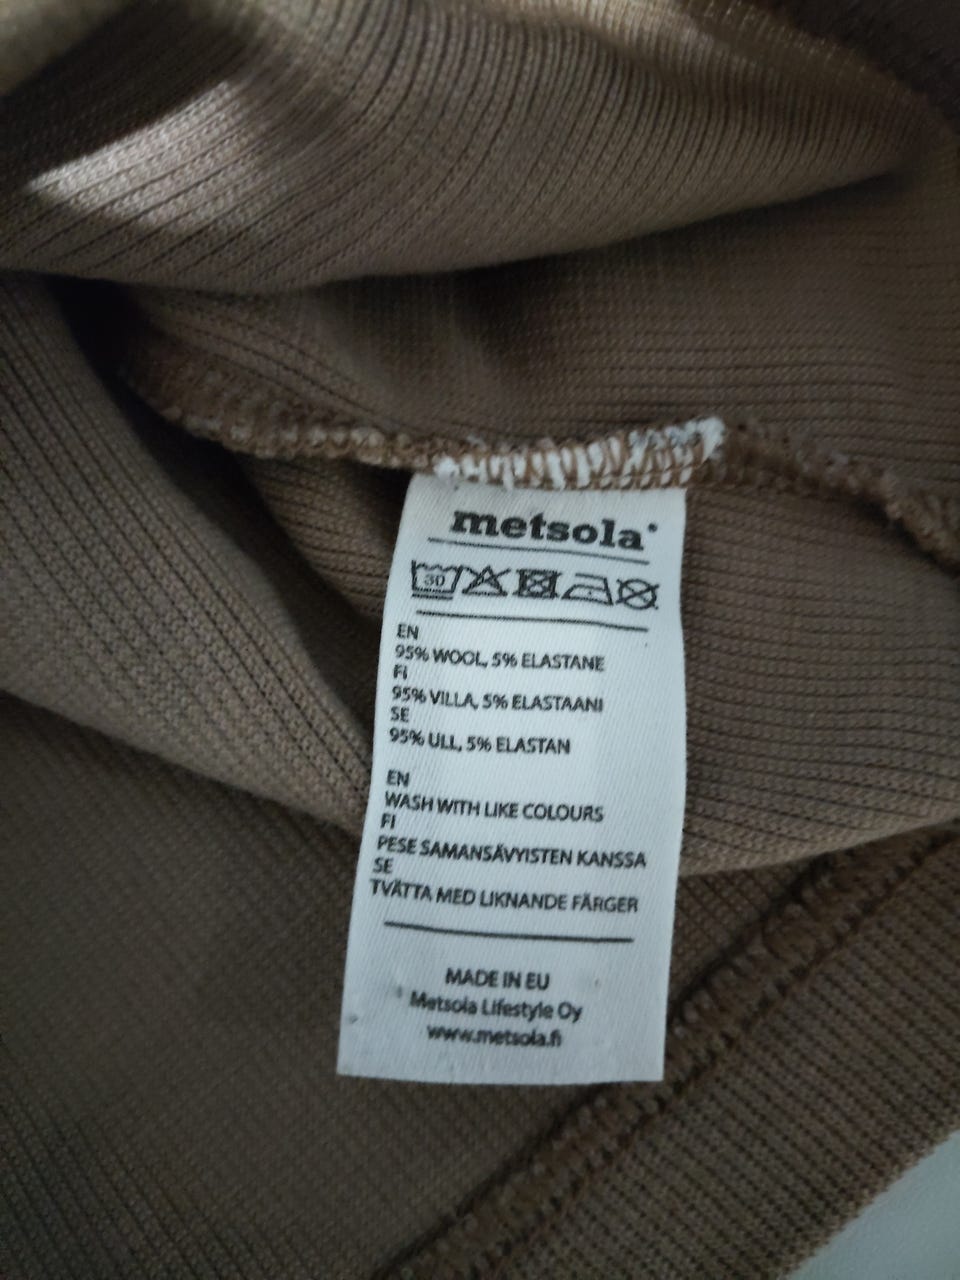 metsola
30
EN
95% WOOL, 5% ELASTANE
FI
95% VILLA, 5% ELASTAANI
SE
95% ULL, 5% ELASTAN
EN
WASH WITH LIKE COLOURS
FI
PESE SAMANSÄVYISTEN KANSSA
SE
TVÄTTA MED LIKNANDE FÄRGER
MADE IN EU
Metsola Lifestyle Oy
www.metsola.fi